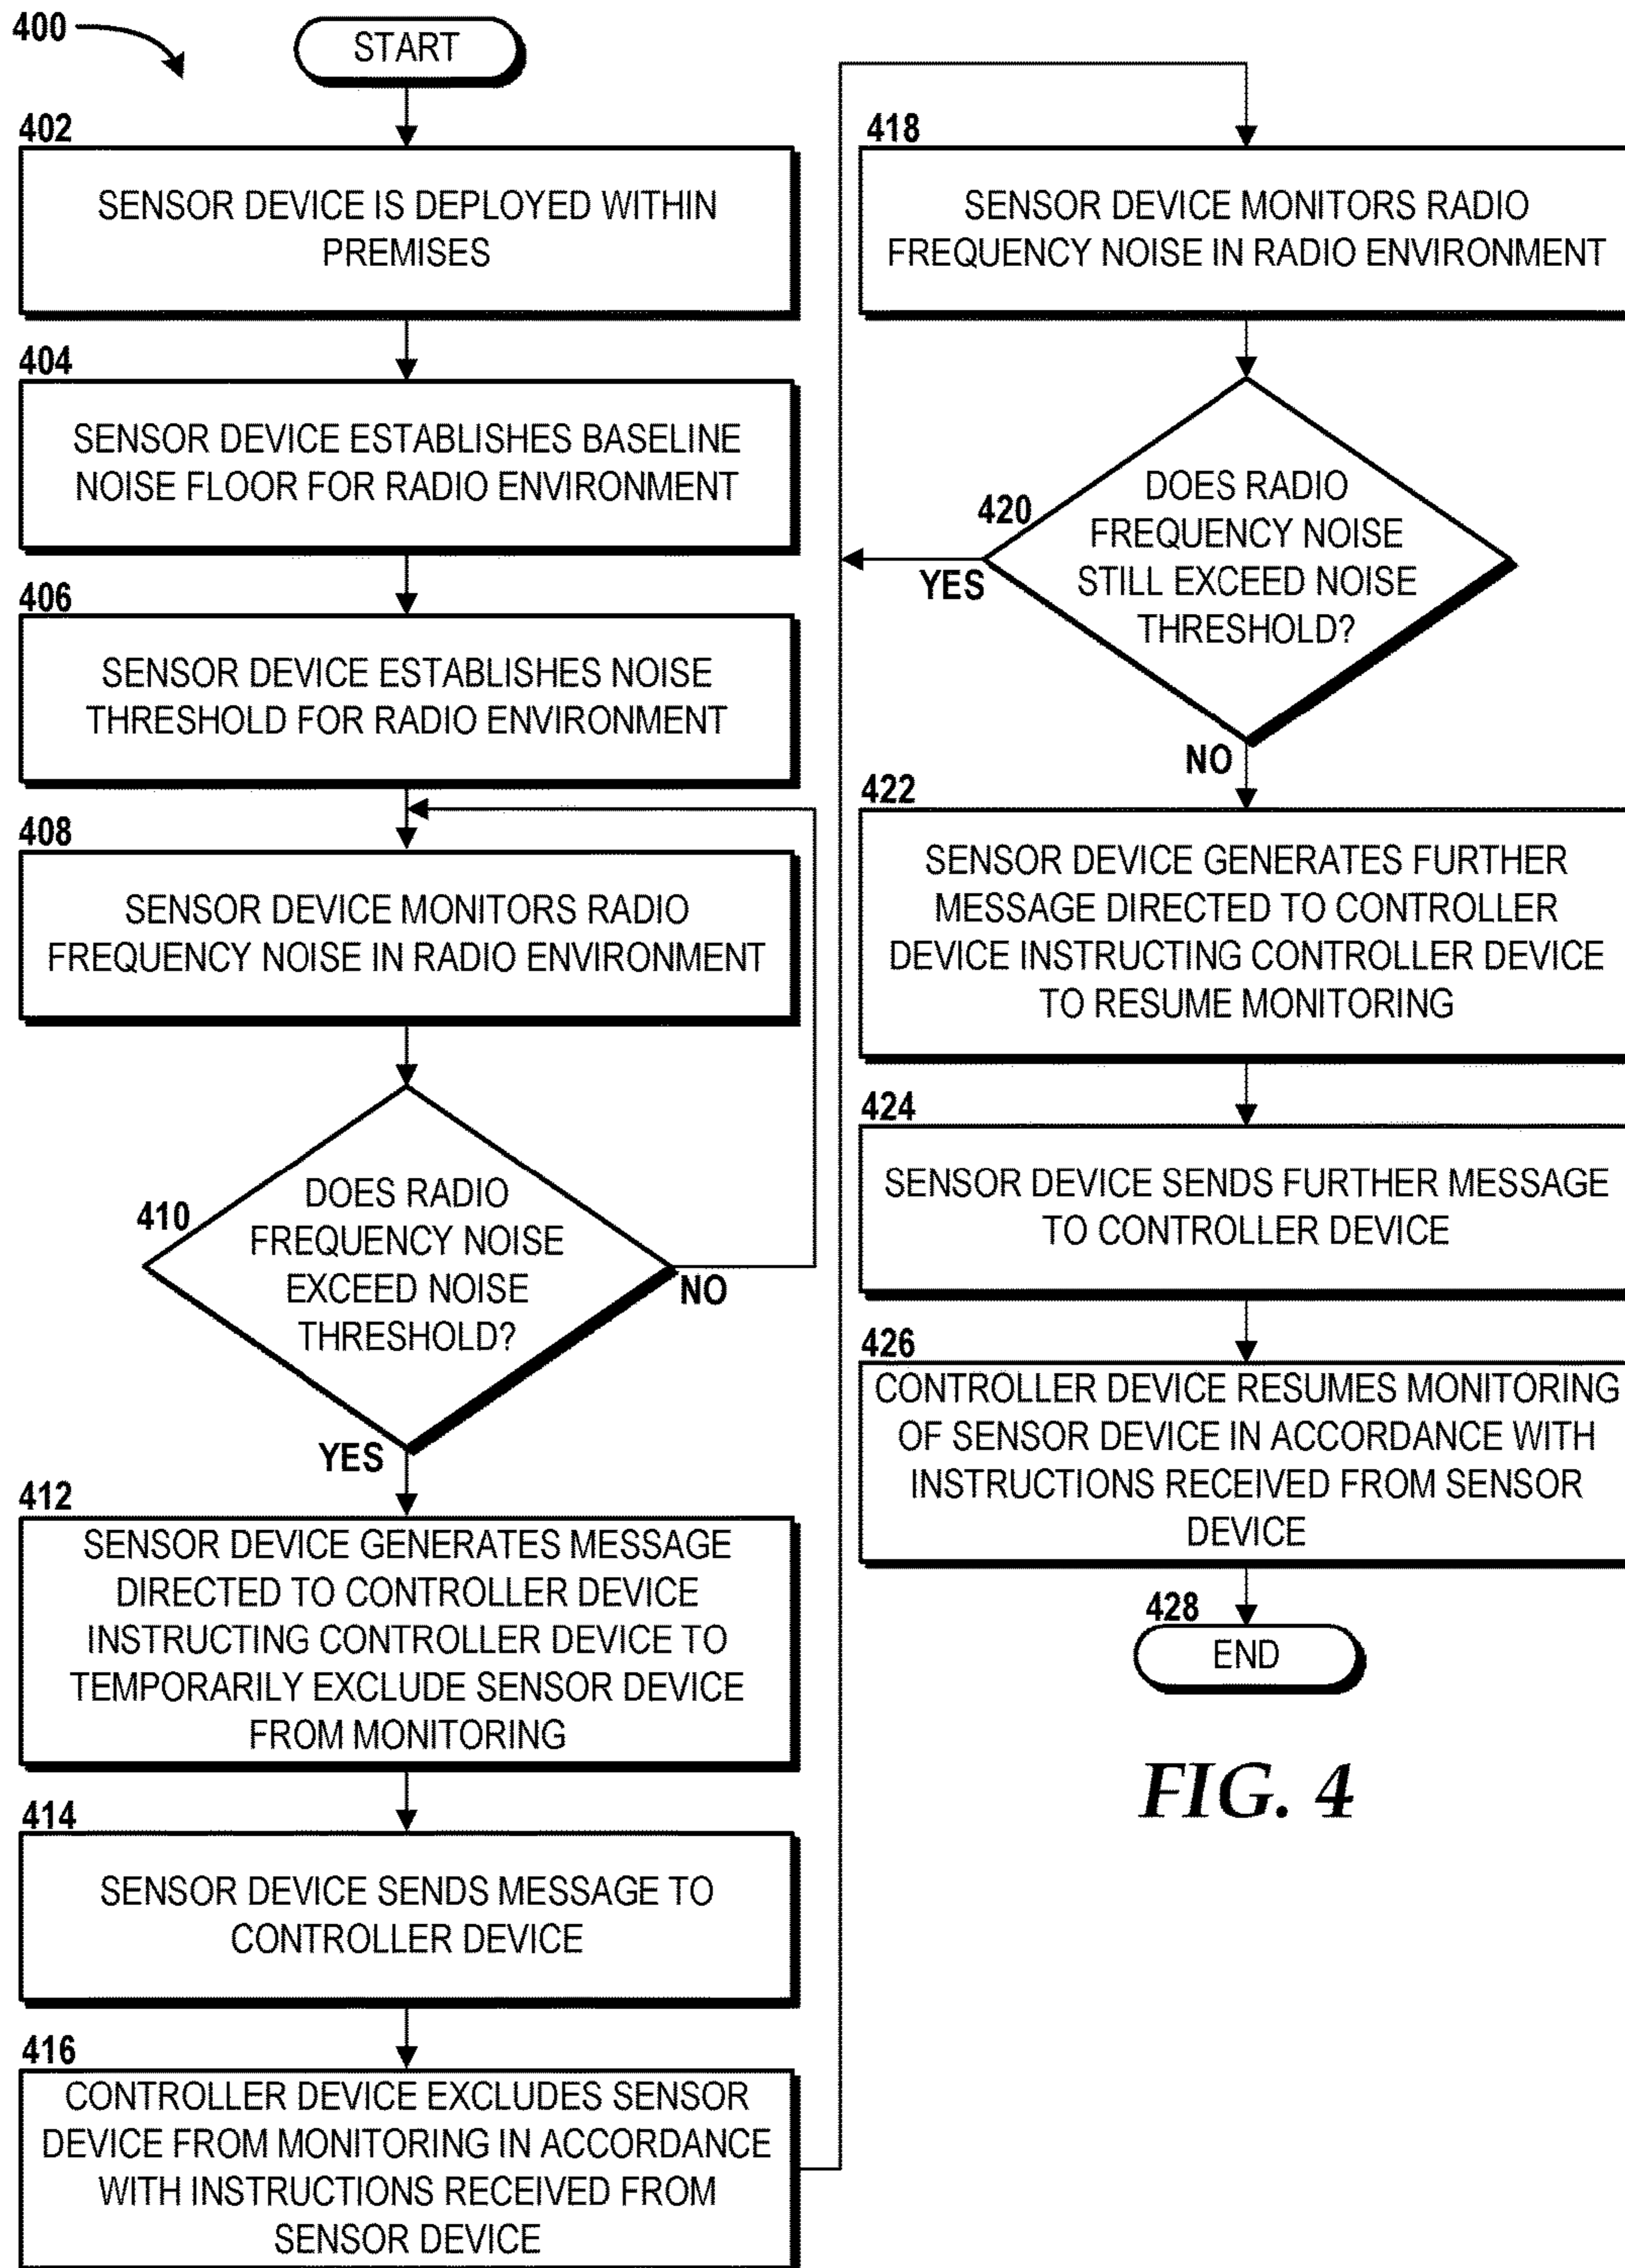 400
START
402
SENSOR DEVICE IS DEPLOYED WITHIN
PREMISES
404
SENSOR DEVICE ESTABLISHES BASELINE
NOISE FLOOR FOR RADIO ENVIRONMENT
406
SENSOR DEVICE ESTABLISHES NOISE
THRESHOLD FOR RADIO ENVIRONMENT
408
SENSOR DEVICE MONITORS RADIO
FREQUENCY NOISE IN RADIO ENVIRONMENT
410
DOES RADIO
FREQUENCY NOISE
EXCEED NOISE
THRESHOLD?
NO
YES
412
SENSOR DEVICE GENERATES MESSAGE
DIRECTED TO CONTROLLER DEVICE
INSTRUCTING CONTROLLER DEVICE TO
TEMPORARILY EXCLUDE SENSOR DEVICE
FROM MONITORING
414
SENSOR DEVICE SENDS MESSAGE TO
CONTROLLER DEVICE
416
CONTROLLER DEVICE EXCLUDES SENSOR
DEVICE FROM MONITORING IN ACCORDANCE
WITH INSTRUCTIONS RECEIVED FROM
SENSOR DEVICE
418
SENSOR DEVICE MONITORS RADIO
FREQUENCY NOISE IN RADIO ENVIRONMENT
420
DOES RADIO
FREQUENCY NOISE
STILL EXCEED NOISE
THRESHOLD?
YES
NO
422
SENSOR DEVICE GENERATES FURTHER
MESSAGE DIRECTED TO CONTROLLER
DEVICE INSTRUCTING CONTROLLER DEVICE
TO RESUME MONITORING
424
SENSOR DEVICE SENDS FURTHER MESSAGE
TO CONTROLLER DEVICE
426
CONTROLLER DEVICE RESUMES MONITORING
OF SENSOR DEVICE IN ACCORDANCE WITH
INSTRUCTIONS RECEIVED FROM SENSOR
DEVICE
428
END
FIG. 4